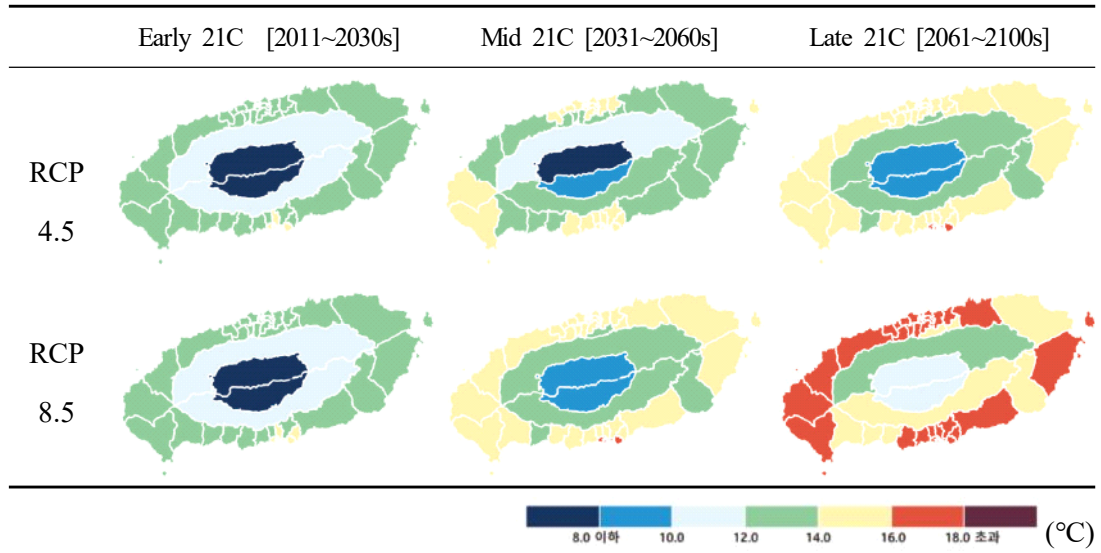 Early 21C [2011~2030s] Mid 21C [2031~2060s] Late 21C [2061~2100s]
RCP
4.5
RCP
8.5
8.0 이하 10.0 12.0 14.0 16.0 18.0 초과 (℃)